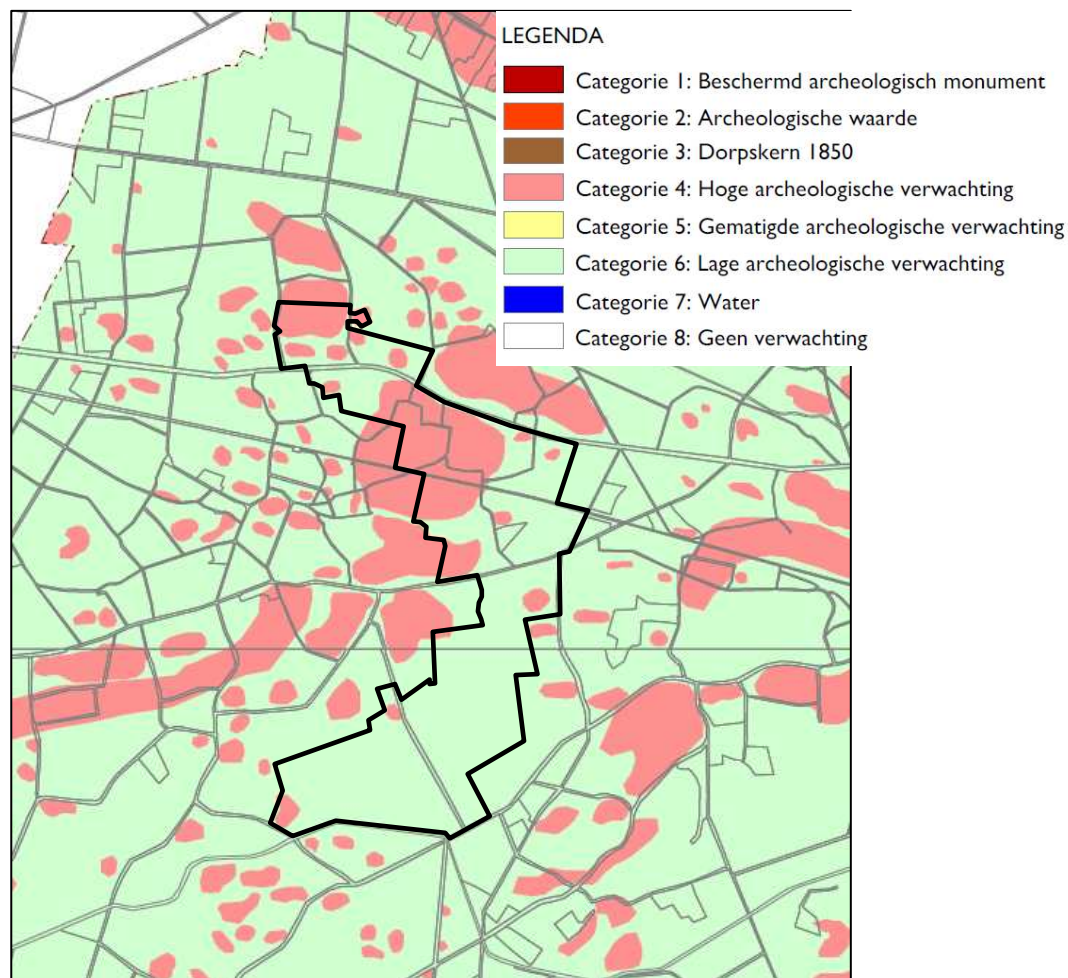 LEGENDA
Categorie 1: Beschermd archeologisch monument
Categorie 2: Archeologische waarde
Categorie 3: Dorpskern 1850
Categorie 4: Hoge archeologische verwachting
Categorie 5: Gematigde archeologische verwachting
Categorie 6: Lage archeologische verwachting
Categorie 7: Water
Categorie 8: Geen verwachting